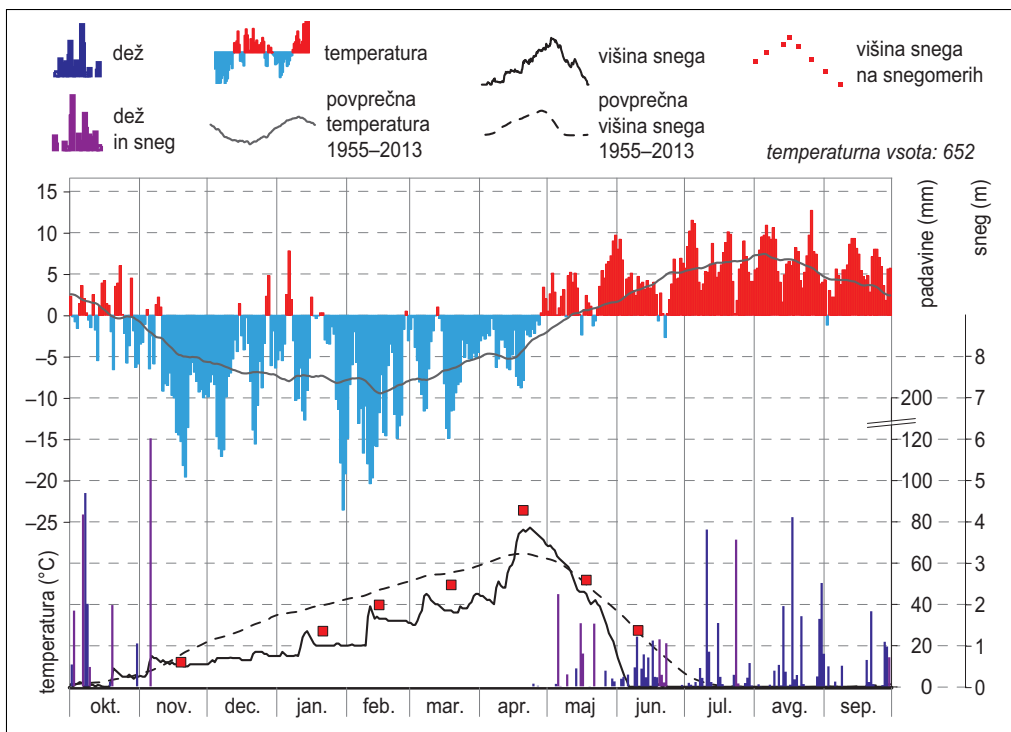 dež
temperatura
višina snega
višina snega
na snegomerih
dež
in sneg
povprečna
temperatura
1955–2013
povprečna
višina snega
1955–2013
temperaturna vsota: 652
15
10
5
0
−5
−10
−15
−20
−25
temperatura (°C)
padavine (mm)
200
120
100
80
60
40
20
0
sneg (m)
8
7
6
5
4
3
2
1
0
okt.
nov.
dec.
jan.
feb.
mar.
apr.
maj
jun.
jul.
avg.
sep.